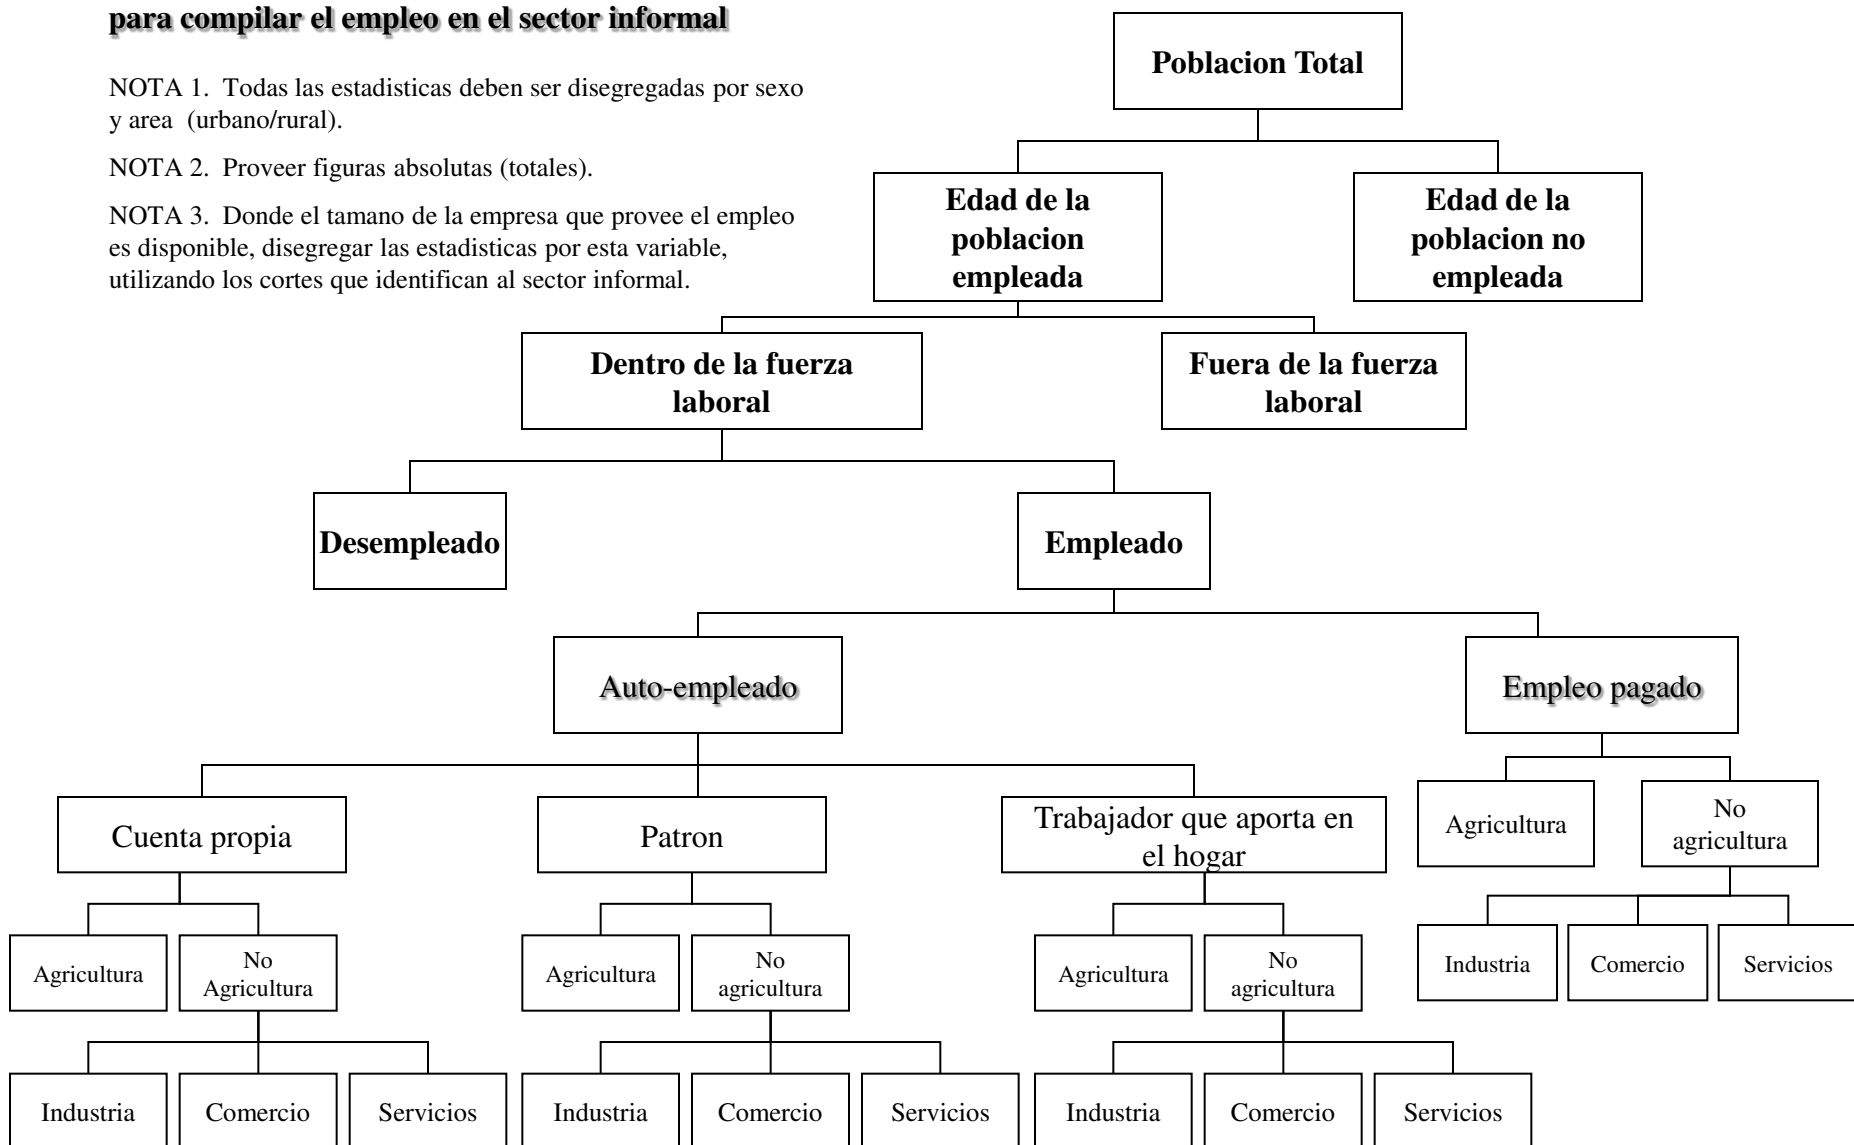 para compilar el empleo en el sector informal
NOTA 1. Todas las estadisticas deben ser disegregadas por sexo
y area (urbano/rural).
NOTA 2. Proveer figuras absolutas (totales).
NOTA 3. Donde el tamano de la empresa que provee el empleo
es disponible, disegregar las estadisticas por esta variable,
utilizando los cortes que identifican al sector informal.
Poblacion Total
Edad de la
poblacion
empleada
Edad de la
poblacion no
empleada
Dentro de la fuerza
laboral
Fuera de la fuerza
laboral
Desempleado
Empleado
Auto-empleado
Empleo pagado
Cuenta propia
Patron
Trabajador que aporta en
el hogar
Agricultura
No
agricultura
Agricultura
No
Agricultura
Agricultura
No
agricultura
Agricultura
No
agricultura
Industria
Comercio
Servicios
Industria
Comercio
Servicios
Industria
Comercio
Servicios
Industria
Comercio
Servicios